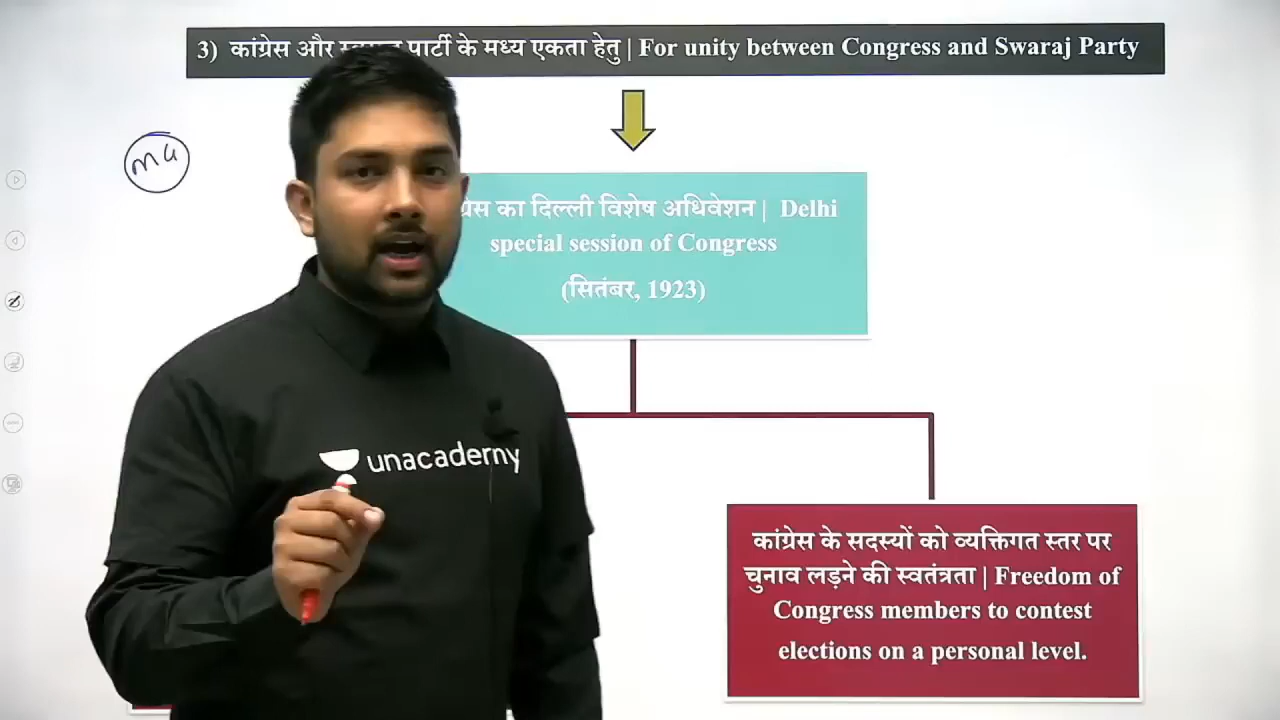 3) कांग्रेस और पार्टी के मध्य एकता हेतु | For unity between Congress and Swaraj Party
MG
का दिल्ली विशेष अधिवेशन | Delhi
special session of Congress
(सितंबर, 1923)
unacademy
कांग्रेस के सदस्यों को व्यक्तिगत स्तर पर
चुनाव लड़ने की स्वतंत्रता | Freedom of
Congress members to contest
elections on a personal level.